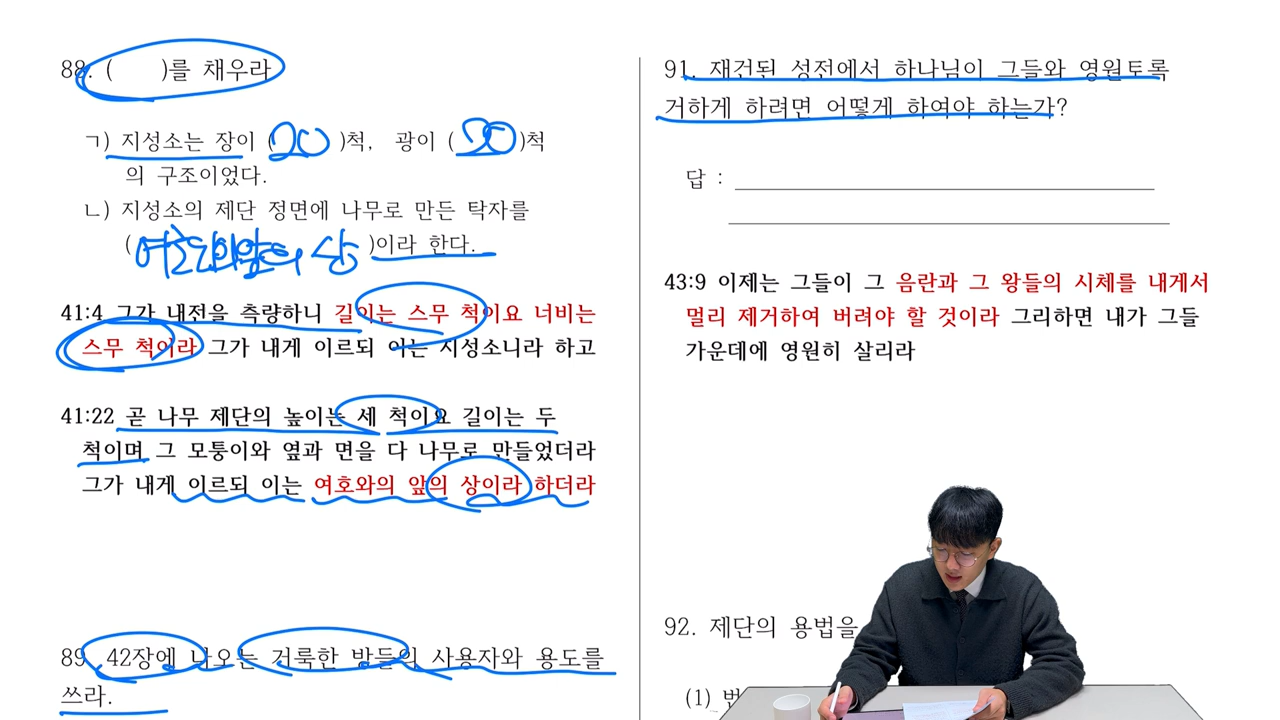 88. ( )를 채우라
ㄱ) 지성소는 장이 (20)척, 광이 (20)척
의 구조이었다.
ㄴ) 지성소의 제단 정면에 나무로 만든 탁자를
(여호와의앞의 상)이라 한다.
41:4 그가 내전을 측량하니 길이는 스무 척이요 너비는
스무 척이라 그가 내게 이르되 이는 지성소니라 하고
41:22 곧 나무 제단의 높이는 세 척이요 길이는 두
척이며 그 모퉁이와 옆과 면을 다 나무로 만들었더라
그가 내게 이르되 이는 여호와의 앞의 상이라 하더라
89. 42장에 나오는 거룩한 방들의 사용자와 용도를
쓰라.
91. 재건된 성전에서 하나님이 그들와 영원토록
거하게 하려면 어떻게 하여야 하는가?
답 :
43:9 이제는 그들이 그 음란과 그 왕들의 시체를 내게서
멀리 제거하여 버려야 할 것이라 그리하면 내가 그들
가운데에 영원히 살리라
92. 제단의 용법을
(1) 번